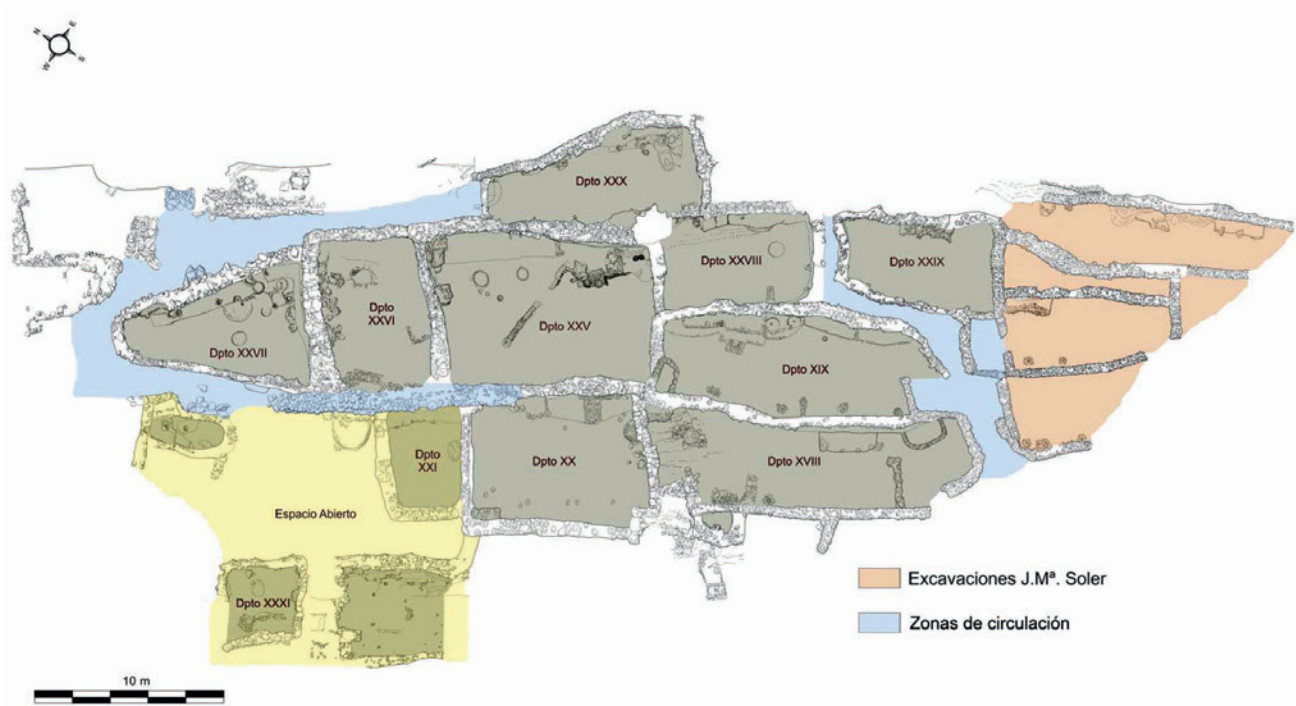 N
E
W
S
Dpto XXX
Dpto XXVIII
Dpto XXIX
Dpto
XXVI
Dpto XXV
Dpto XXVII
Dpto XIX
Dpto
XXI
Dpto XX
Dpto XVIII
Espacio Abierto
Dpto XXXI
Excavaciones J.Mª. Soler
Zonas de circulación
10 m